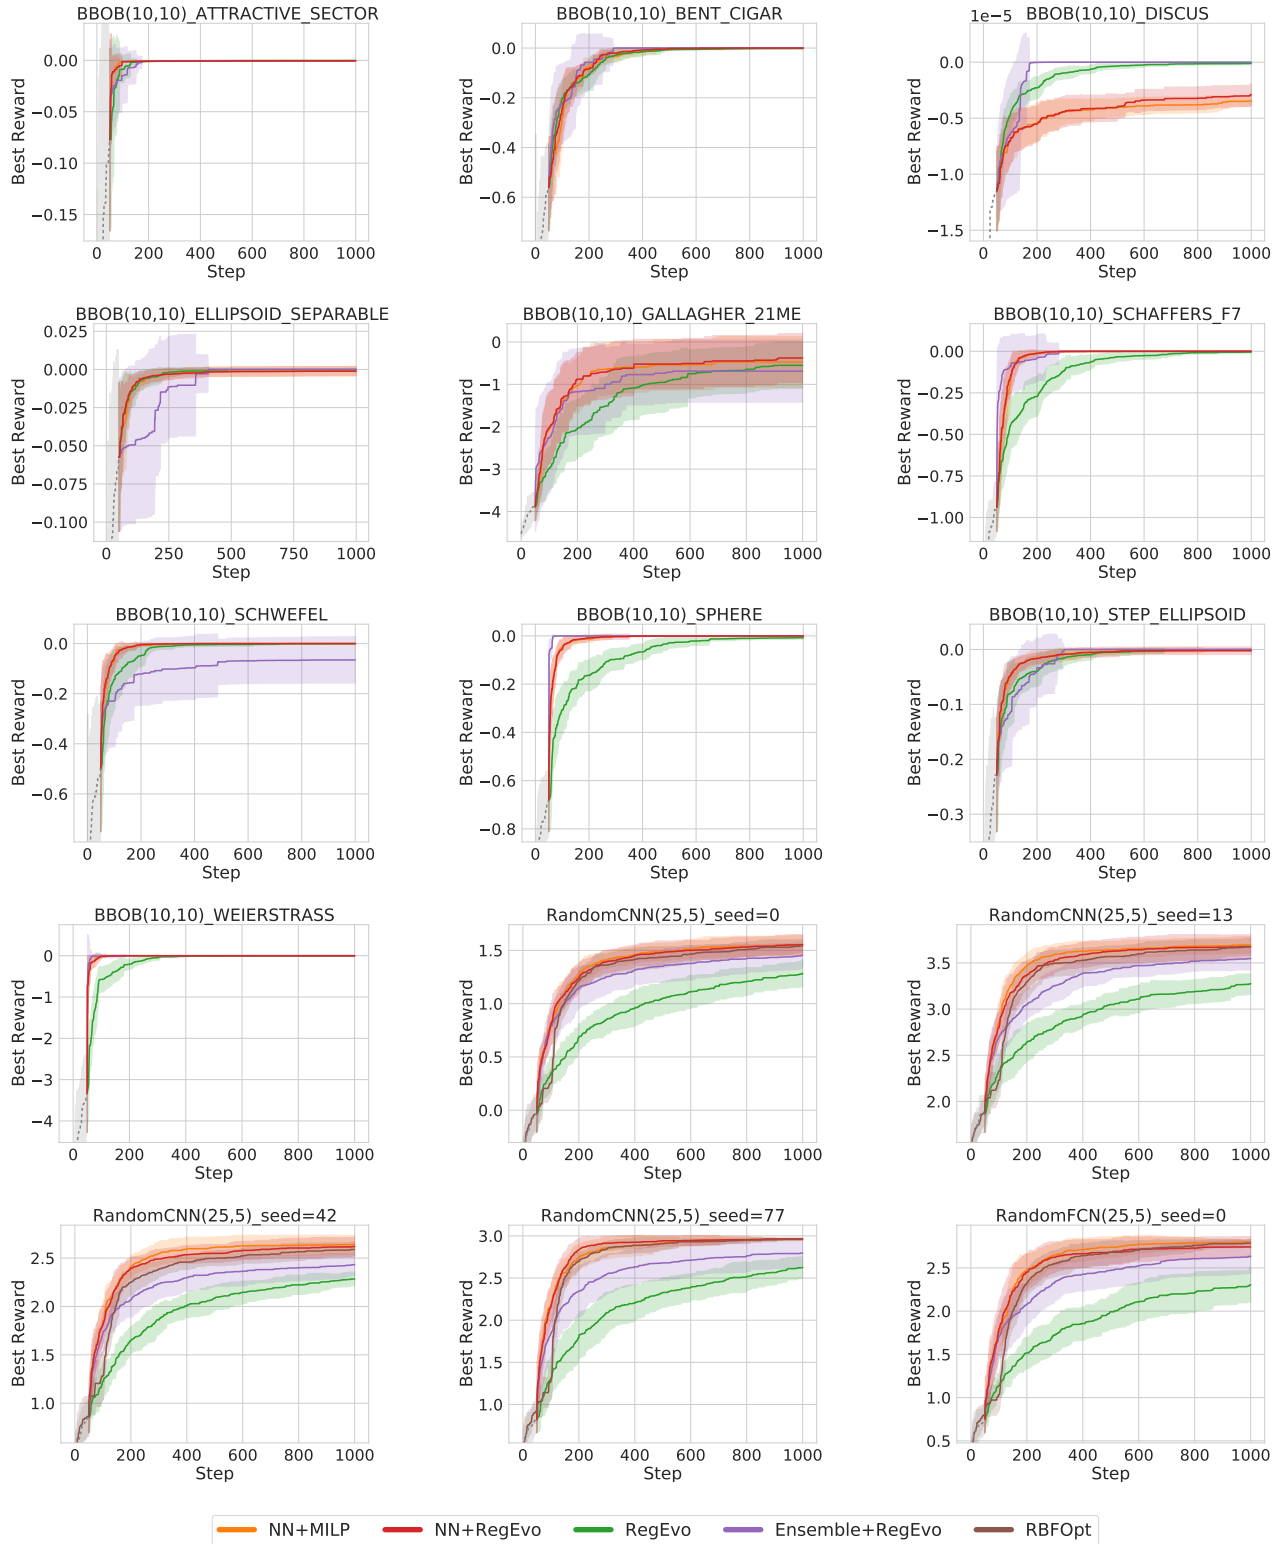 BBOB(10,10)_ATTRACTIVE_SECTOR
0.00
−0.05
−0.10
−0.15
Best Reward
0 200 400 600 800 1000
Step
BBOB(10,10)_BENT_CIGAR
0.0
−0.2
−0.4
−0.6
Best Reward
0 200 400 600 800 1000
Step
BBOB(10,10)_DISCUS
1e−5
0.0
−0.5
−1.0
−1.5
Best Reward
0 200 400 600 800 1000
Step
BBOB(10,10)_ELLIPSOID_SEPARABLE
0.025
0.000
−0.025
−0.050
−0.075
−0.100
Best Reward
0 250 500 750 1000
Step
BBOB(10,10)_GALLAGHER_21ME
0
−1
−2
−3
−4
Best Reward
0 200 400 600 800 1000
Step
BBOB(10,10)_SCHAFFERS_F7
0.00
−0.25
−0.50
−0.75
−1.00
Best Reward
0 200 400 600 800 1000
Step
BBOB(10,10)_SCHWEFEL
0.0
−0.2
−0.4
−0.6
Best Reward
0 200 400 600 800 1000
Step
BBOB(10,10)_SPHERE
0.0
−0.2
−0.4
−0.6
−0.8
Best Reward
0 200 400 600 800 1000
Step
BBOB(10,10)_STEP_ELLIPSOID
0.0
−0.1
−0.2
−0.3
Best Reward
0 200 400 600 800 1000
Step
BBOB(10,10)_WEIERSTRASS
0
−1
−2
−3
−4
Best Reward
0 200 400 600 800 1000
Step
RandomCNN(25,5)_seed=0
1.5
1.0
0.5
0.0
Best Reward
0 200 400 600 800 1000
Step
RandomCNN(25,5)_seed=13
3.5
3.0
2.5
2.0
Best Reward
0 200 400 600 800 1000
Step
RandomCNN(25,5)_seed=42
2.5
2.0
1.5
1.0
Best Reward
0 200 400 600 800 1000
Step
RandomCNN(25,5)_seed=77
3.0
2.5
2.0
1.5
1.0
Best Reward
0 200 400 600 800 1000
Step
RandomFCN(25,5)_seed=0
2.5
2.0
1.5
1.0
0.5
Best Reward
0 200 400 600 800 1000
Step
NN+MILP NN+RegEvo RegEvo Ensemble+RegEvo RBFOpt